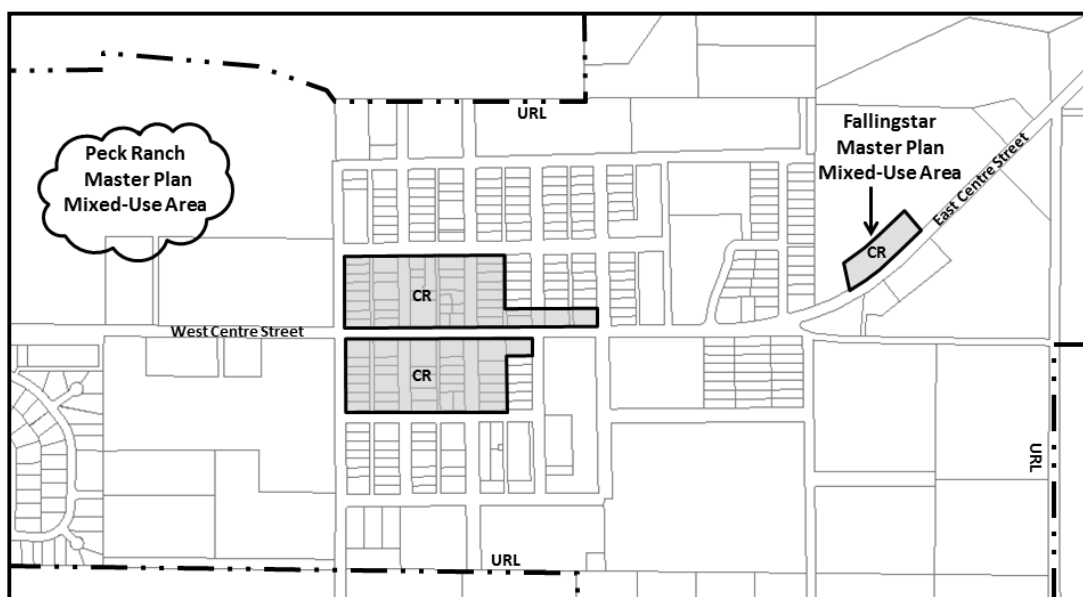 URL
Peck Ranch
Master Plan
Mixed-Use Area
Fallingstar
Master Plan
Mixed-Use Area
East Centre Street
CR
CR
West Centre Street
CR
URL
URL